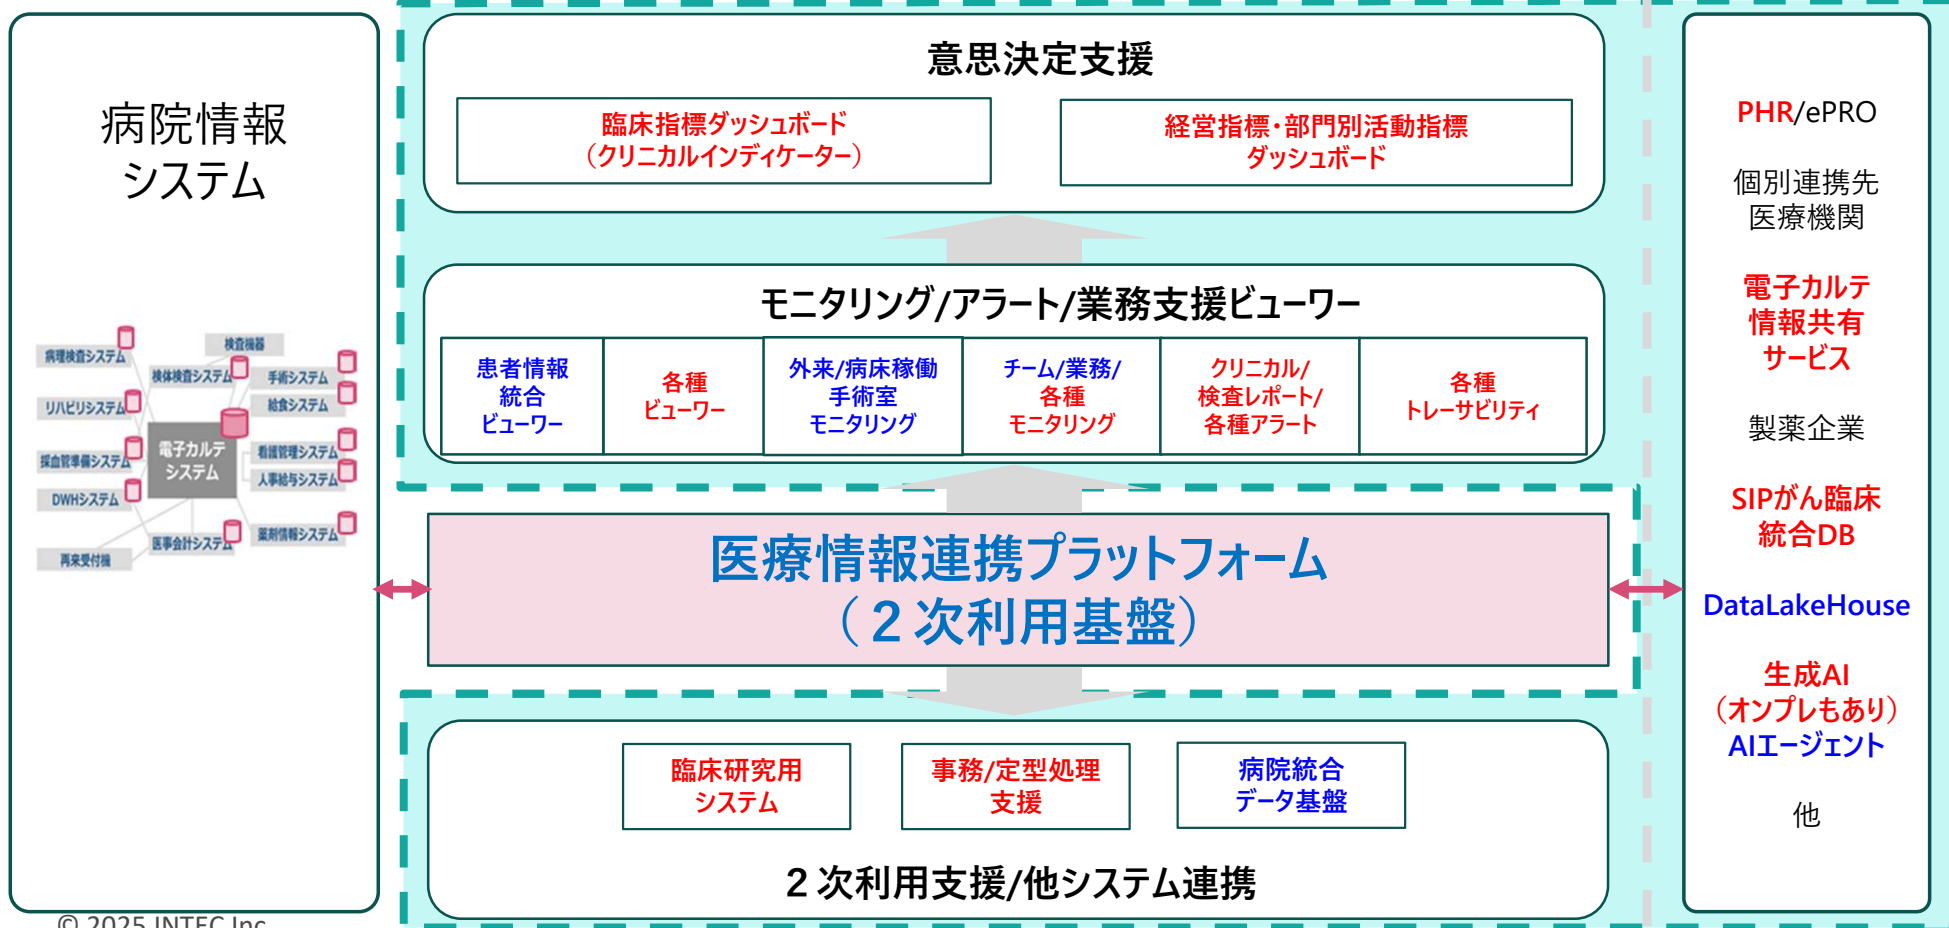 病院情報
システム
病理検査システム
検査機器
検体検査システム
手術システム
リハビリシステム
給食システム
電子カルテ
システム
採血管準備システム
看護管理システム
人事給与システム
DWHシステム
医事会計システム
薬剤情報システム
再来受付機
意思決定支援
臨床指標ダッシュボード
（クリニカルインディケーター）
経営指標・部門別活動指標
ダッシュボード
モニタリング/アラート/業務支援ビューワー
患者情報
統合
ビューワー
各種
ビューワー
外来/病床稼働
手術室
モニタリング
チーム/業務/
各種
モニタリング
クリニカル/
検査レポート/
各種アラート
各種
トレーサビリティ
医療情報連携プラットフォーム
（２次利用基盤）
臨床研究用
システム
事務/定型処理
支援
病院統合
データ基盤
２次利用支援/他システム連携
PHR/ePRO
個別連携先
医療機関
電子カルテ
情報共有
サービス
製薬企業
SIPがん臨床
統合DB
DataLakeHouse
生成AI
（オンプレもあり）
AIエージェント
他
© 2025 INTEC Inc